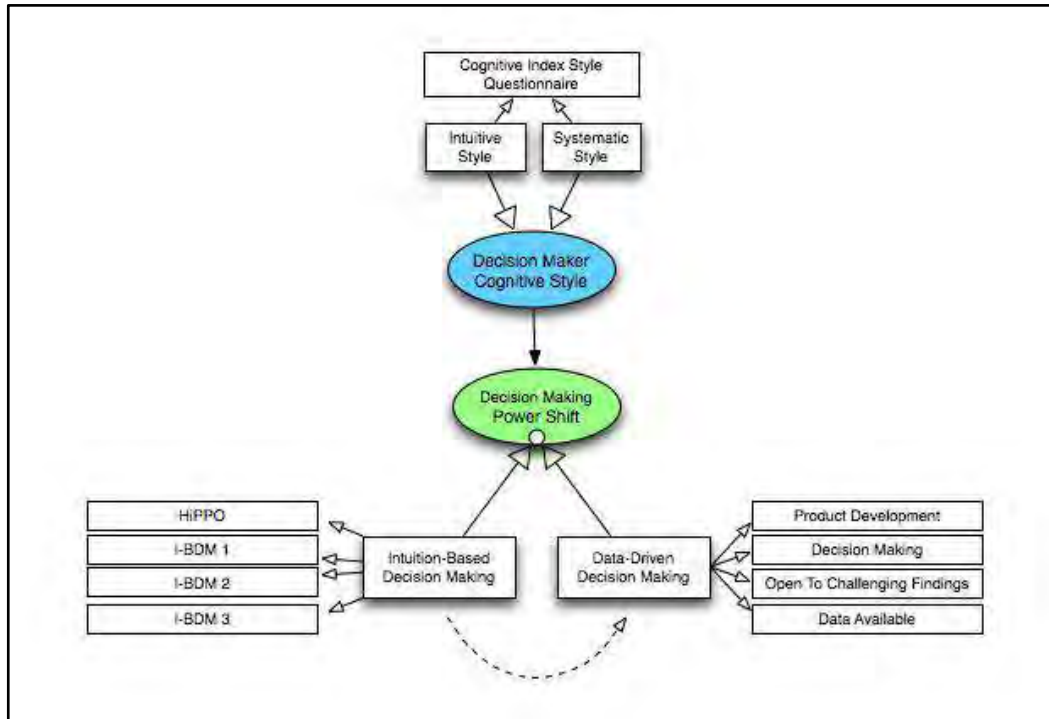 Cognitive Index Style
Questionnaire
Intuitive
Style
Systematic
Style
Decision Maker
Cognitive Style
Decision Making
Power Shift
HiPPO
I-BDM 1
I-BDM 2
I-BDM 3
Intuition-Based
Decision Making
Data-Driven
Decision Making
Product Development
Decision Making
Open To Challenging Findings
Data Available